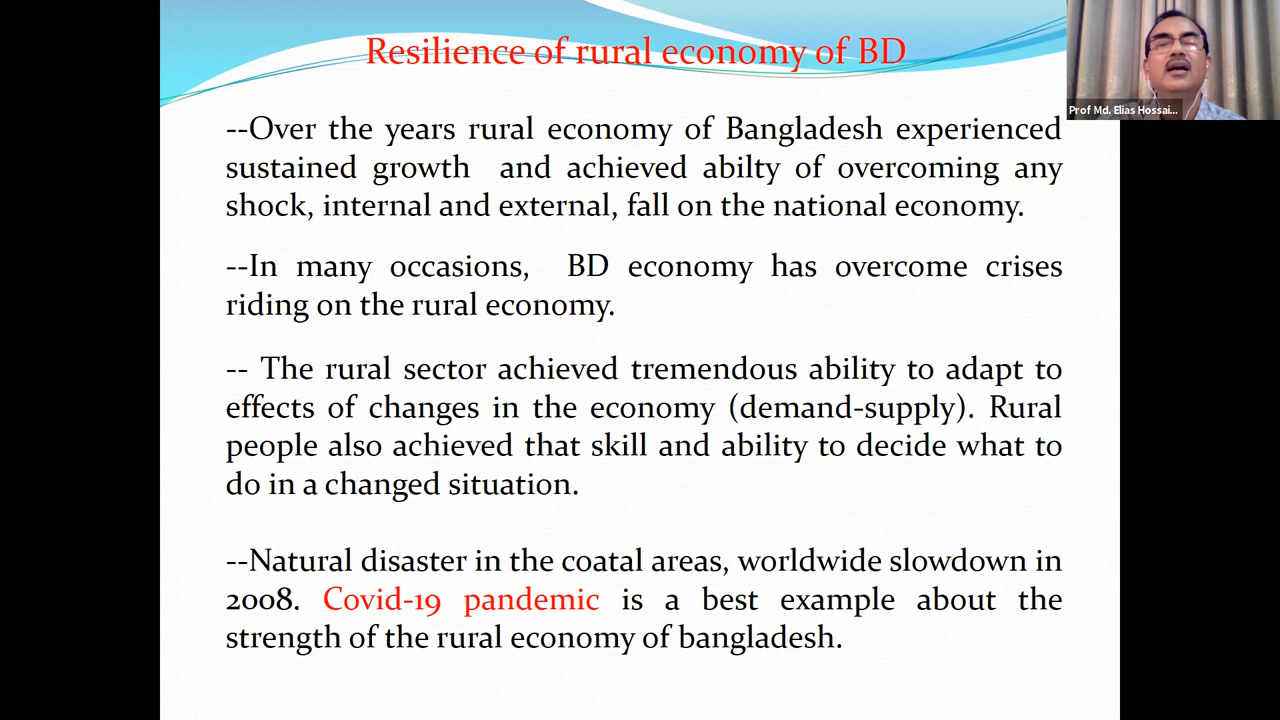 Resilience of rural economy of BD
Prof Md. Elias Hossai...
--Over the years rural economy of Bangladesh experienced
sustained growth and achieved abilty of overcoming any
shock, internal and external, fall on the national economy.
--In many occasions, BD economy has overcome crises
riding on the rural economy.
-- The rural sector achieved tremendous ability to adapt to
effects of changes in the economy (demand-supply). Rural
people also achieved that skill and ability to decide what to
do in a changed situation.
--Natural disaster in the coatal areas, worldwide slowdown in
2008. Covid-19 pandemic is a best example about the
strength of the rural economy of bangladesh.